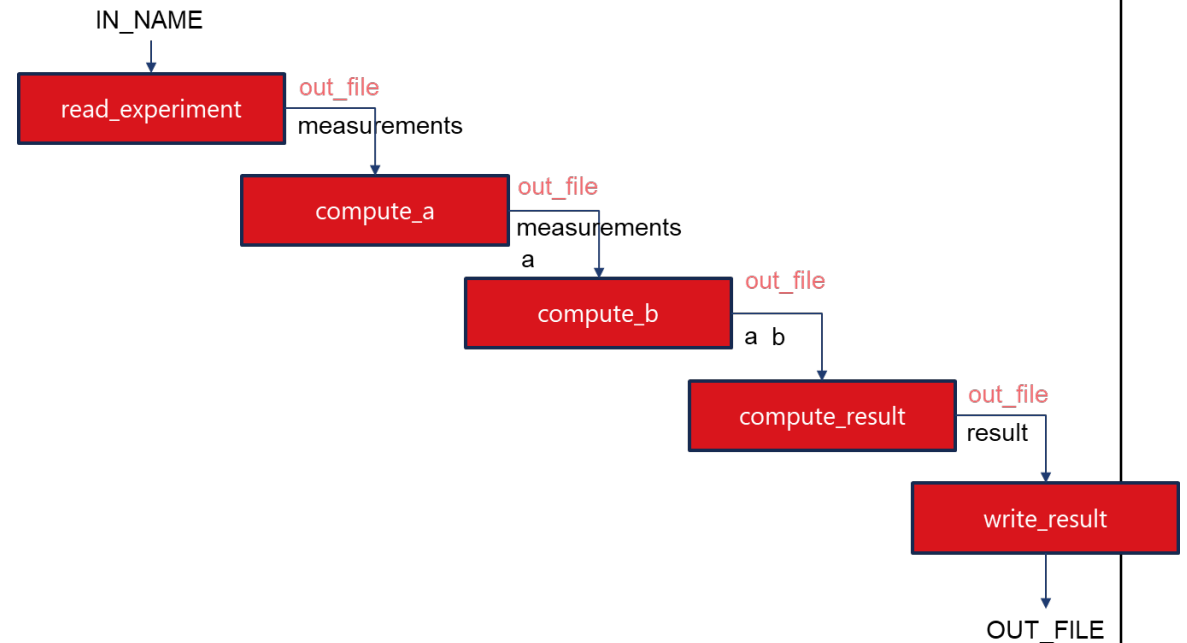 IN_NAME
read_experiment
out_file
measurements
compute_a
out_file
measurements
a
compute_b
out_file
a b
compute_result
out_file
result
write_result
OUT_FILE